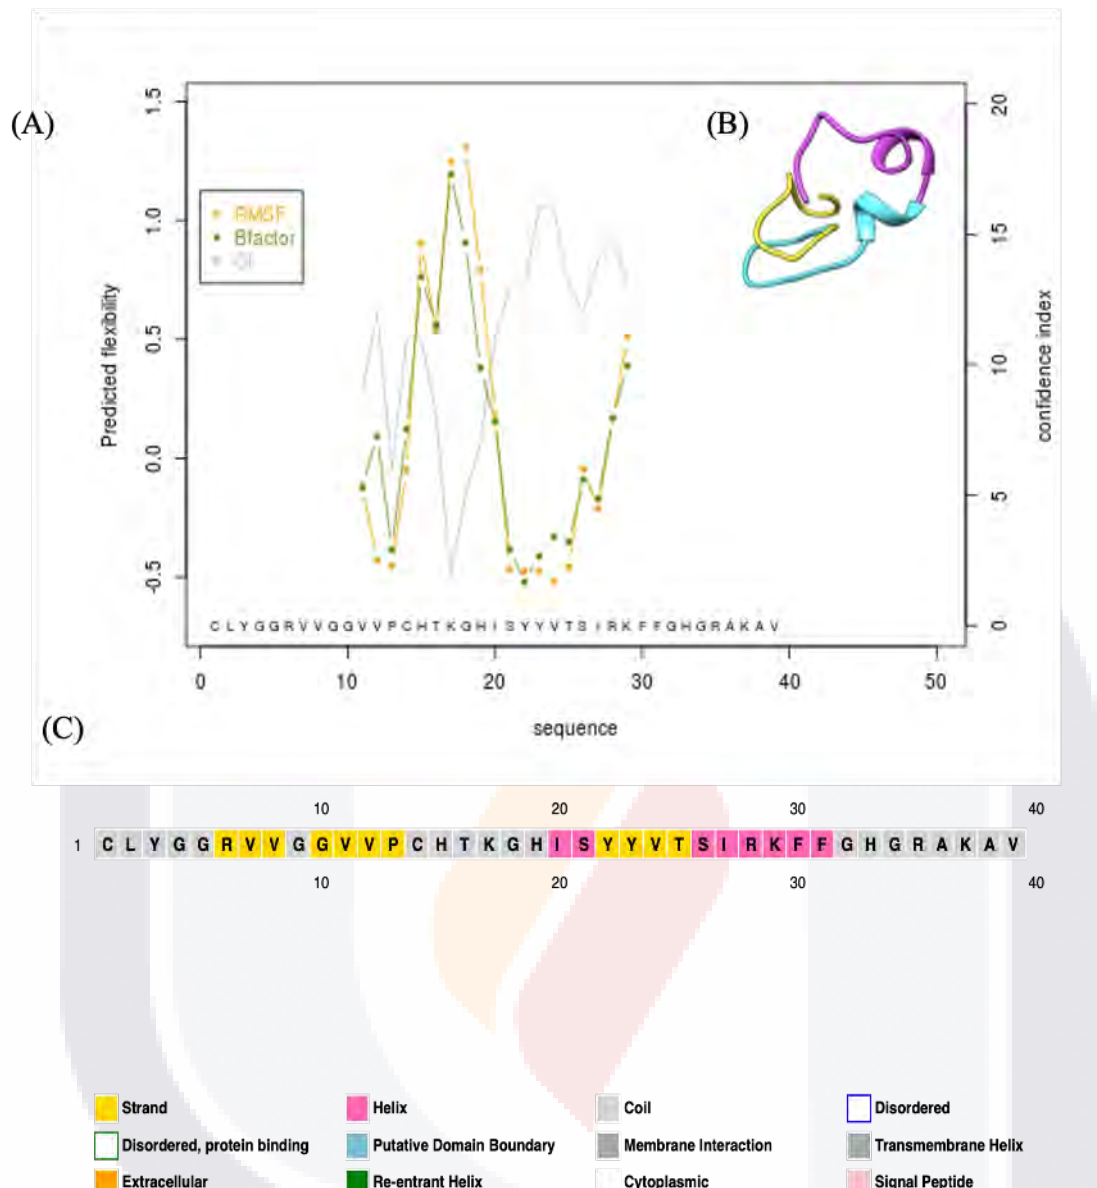 (A)
(B)
1.5
1.0
0.5
0.0
-0.5
Predicted flexibility
RMSF
Bfactor
CI
20
15
10
5
0
confidence index
C L Y G G R V V G G V V P C H T K G H I S Y Y V T S I R K F F G H G R A K A V
0 10 20 30 40 50
sequence
(C)
10 20 30 40
1 C L Y G G R V V G G V V P C H T K G H I S Y Y V T S I R K F F G H G R A K A V
10 20 30 40
Strand Helix Coil Disordered
Disordered, protein binding Putative Domain Boundary Membrane Interaction Transmembrane Helix
Extracellular Re-entrant Helix Cytoplasmic Signal Peptide